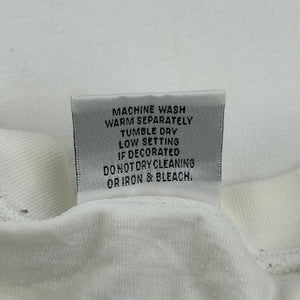 MACHINE WASH
WARM SEPARATELY
TUMBLE DRY
LOW SETTING
IF DECORATED
DO NOT DRY CLEANING
OR IRON & BLEACH.